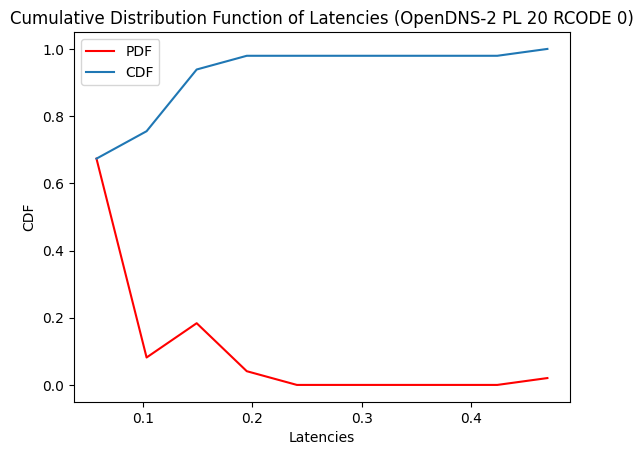 Cumulative Distribution Function of Latencies (OpenDNS-2 PL 20 RCODE 0)
PDF
CDF
1.0
0.8
0.6
0.4
0.2
0.0
CDF
0.1
0.2
0.3
0.4
Latencies